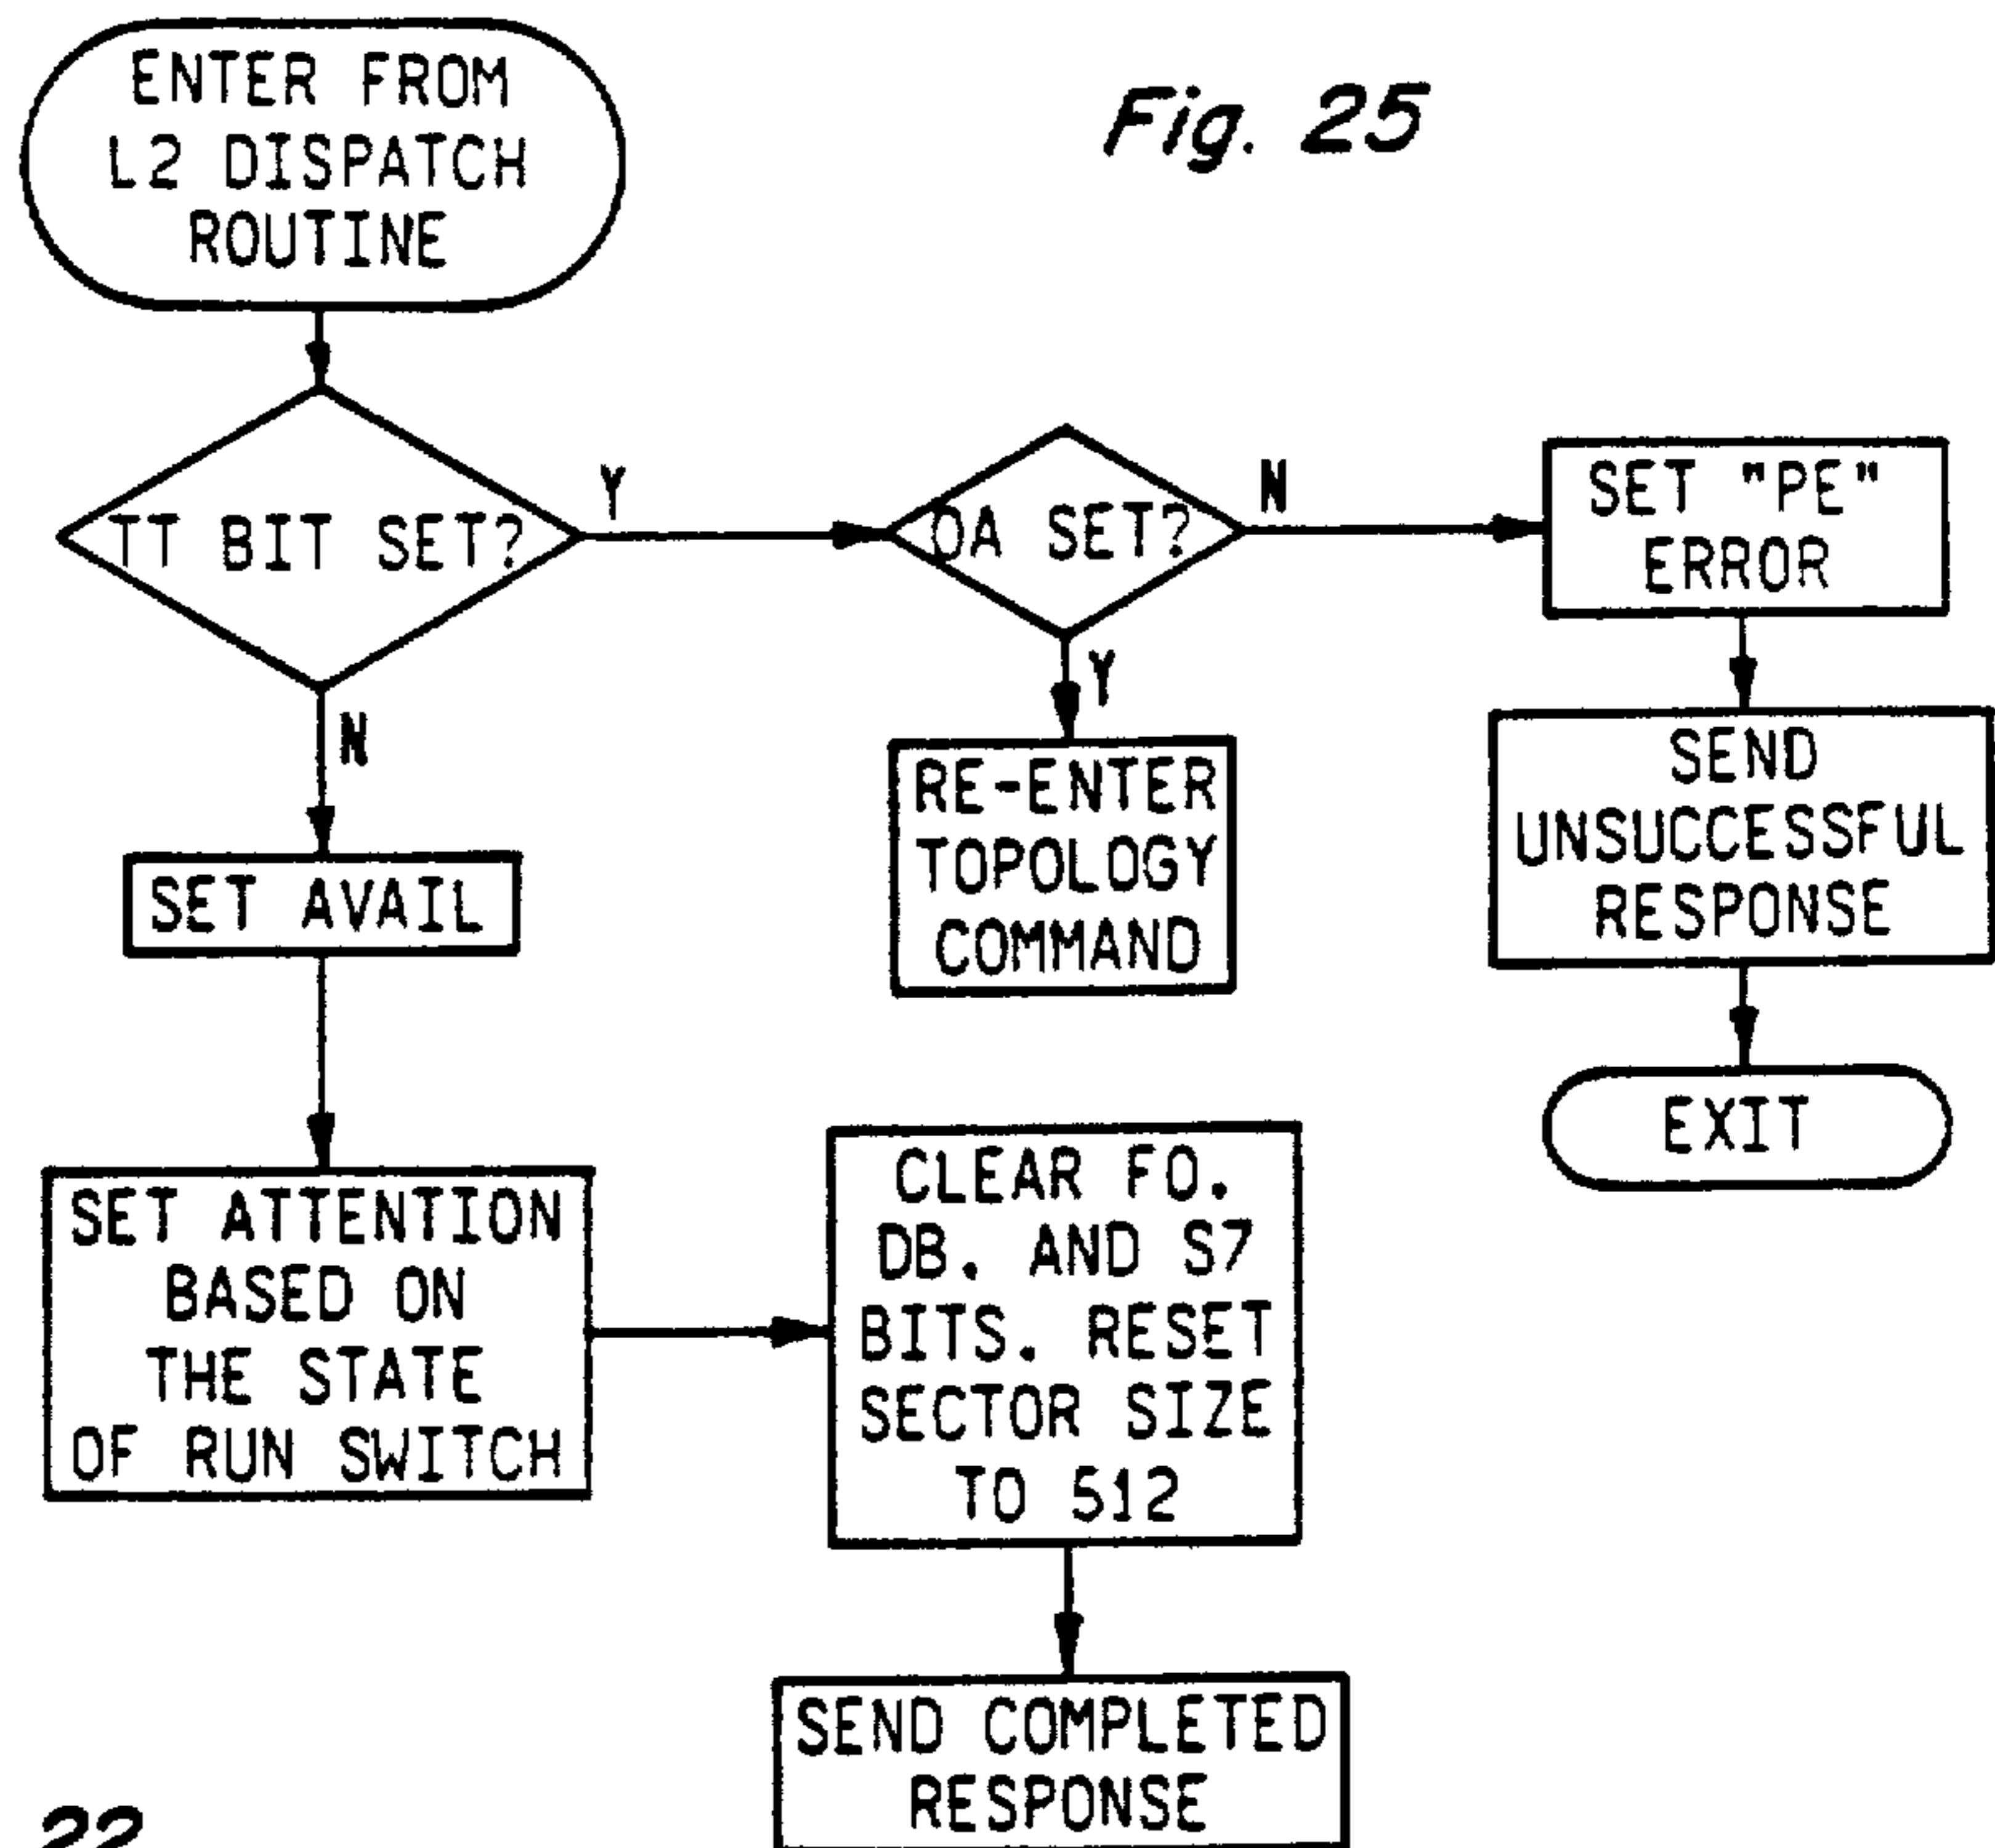 ENTER FROM
L2 DISPATCH
ROUTINE
Fig. 25
TT BIT SET?
Y
N
OA SET?
N
Y
SET "PE"
ERROR
SEND
UNSUCCESSFUL
RESPONSE
EXIT
RE-ENTER
TOPOLOGY
COMMAND
SET AVAIL
SET ATTENTION
BASED ON
THE STATE
OF RUN SWITCH
CLEAR FO.
DB. AND S7
BITS. RESET
SECTOR SIZE
TO 512
SEND COMPLETED
RESPONSE
22